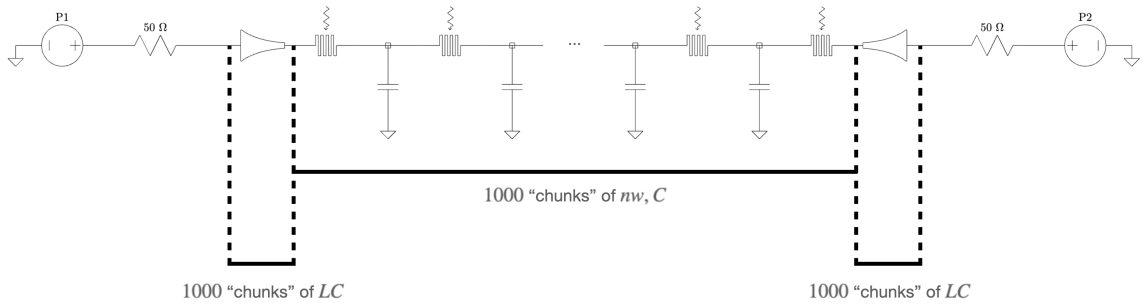 P1
50 Ω
50 Ω
P2
...
1000 “chunks” of nw, C
1000 “chunks” of LC
1000 “chunks” of LC